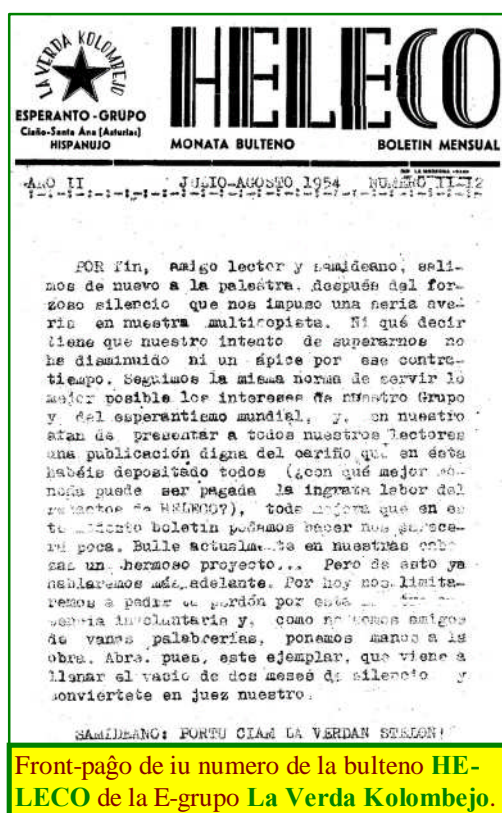 LA VERDA KOLOMBEJO
ESPERANTO-GRUPO
Ciaño-Santa Ana (Asturias)
HISPANUJO
HELECO
MONATA BULTENO BOLETIN MENSUAL
AÑO II JULIO-AGOSTO 1954 NUMERO 11-12
POR fin, amigo lector y samideano, sali-
mos de nuevo a la palestra, después del for-
zoso silencio que nos impuso una seria ave-
ria en nuestra multicopista. Ni qué decir
tiene que nuestro intento de superarnos no
ha disminuido ni un ápice por ese contra-
tiempo. Seguimos la misma norma de servir lo
mejor posible los intereses de nuestro Grupo
y del esperantismo mundial, y, en nuestro
afan de presentar a todos nuestros lectores
una publicación digna del cariño que en ésta
habéis depositado todos (¿con qué mejor mo-
neda puede ser pagada la ingrata labor del
de HELECO?), toda mejora que en es-
te boletin podamos hacer nos parece-
rá poca. Bulle actualmente en nuestras cabe-
zas un hermoso proyecto... Pero de esto ya
hablaremos más adelante. Por hoy nos limita-
remos a pedir perdón por esta
involuntaria y, como no somos amigos
de vanas palabrerías, ponamos manos a la
obra. Abra, pues, este ejemplar, que viene a
llenar el vacio de dos meses de silencio y
conviertete en juez nuestro.
SAMIDEANO: PORTU CIAM LA VERDAN STELON!
Front-paĝo de iu numero de la bulteno HE-
LECO de la E-grupo La Verda Kolombejo.